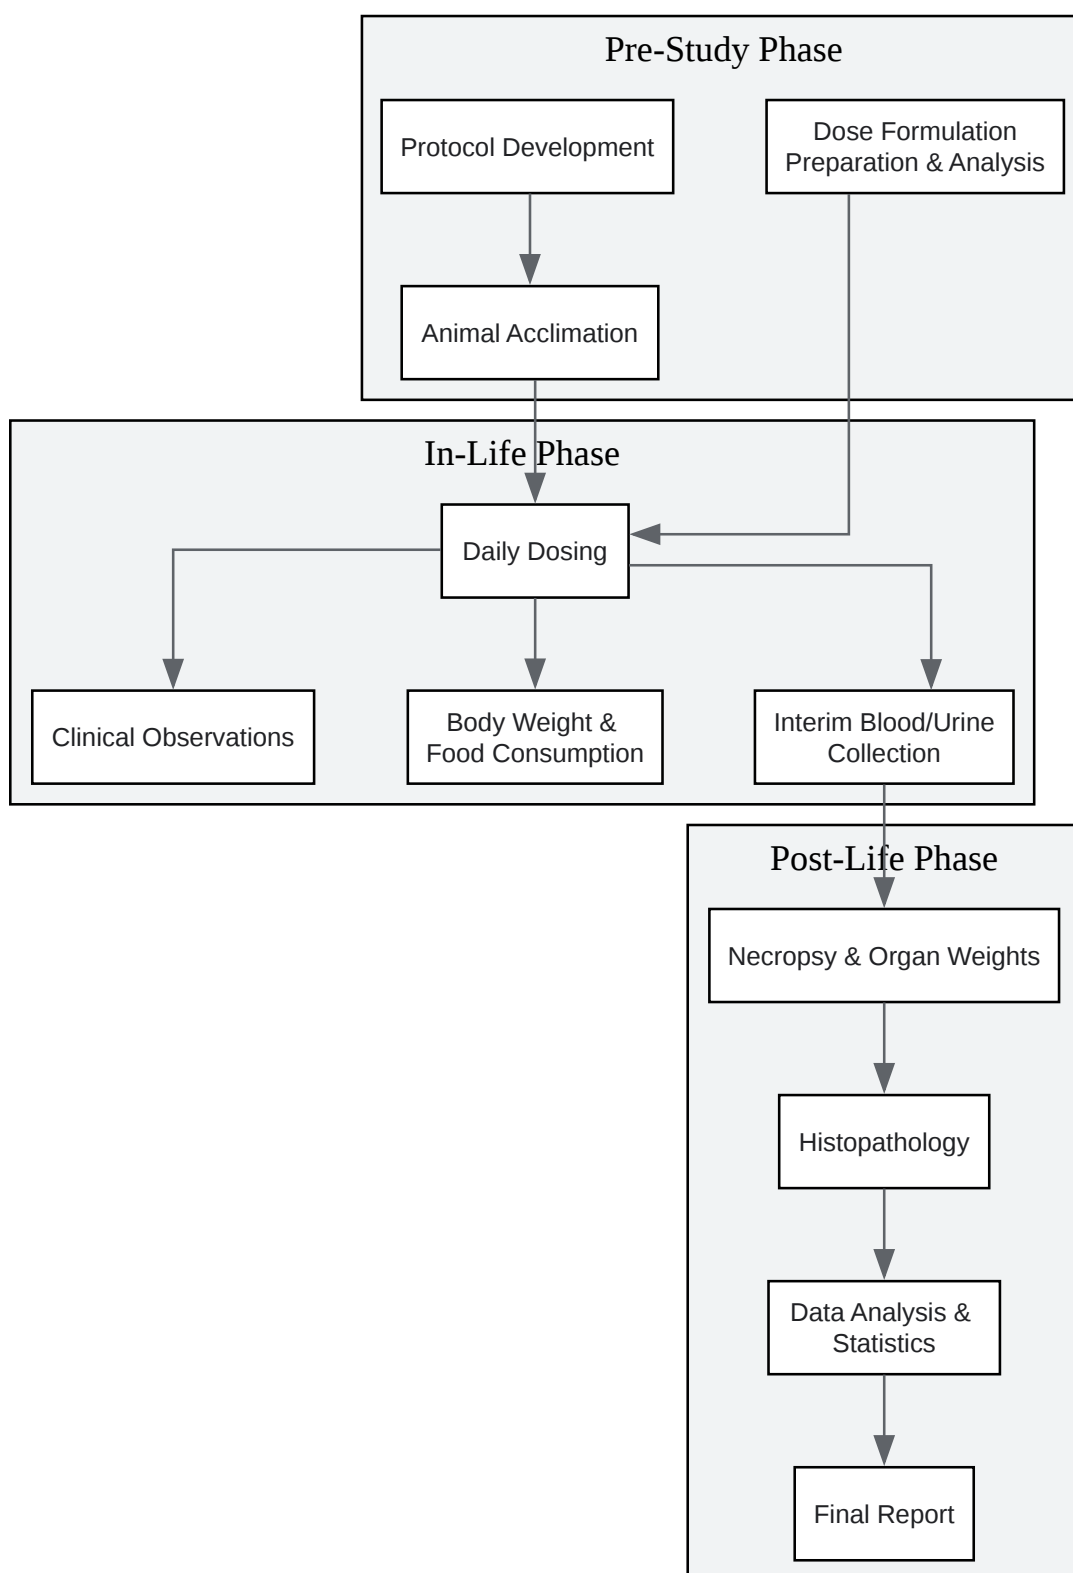 Pre-Study Phase
Protocol Development
Dose Formulation
Preparation & Analysis
Animal Acclimation
In-Life Phase
Daily Dosing
Clinical Observations
Body Weight &
Food Consumption
Interim Blood/Urine
Collection
Post-Life Phase
Necropsy & Organ Weights
Histopathology
Data Analysis &
Statistics
Final Report